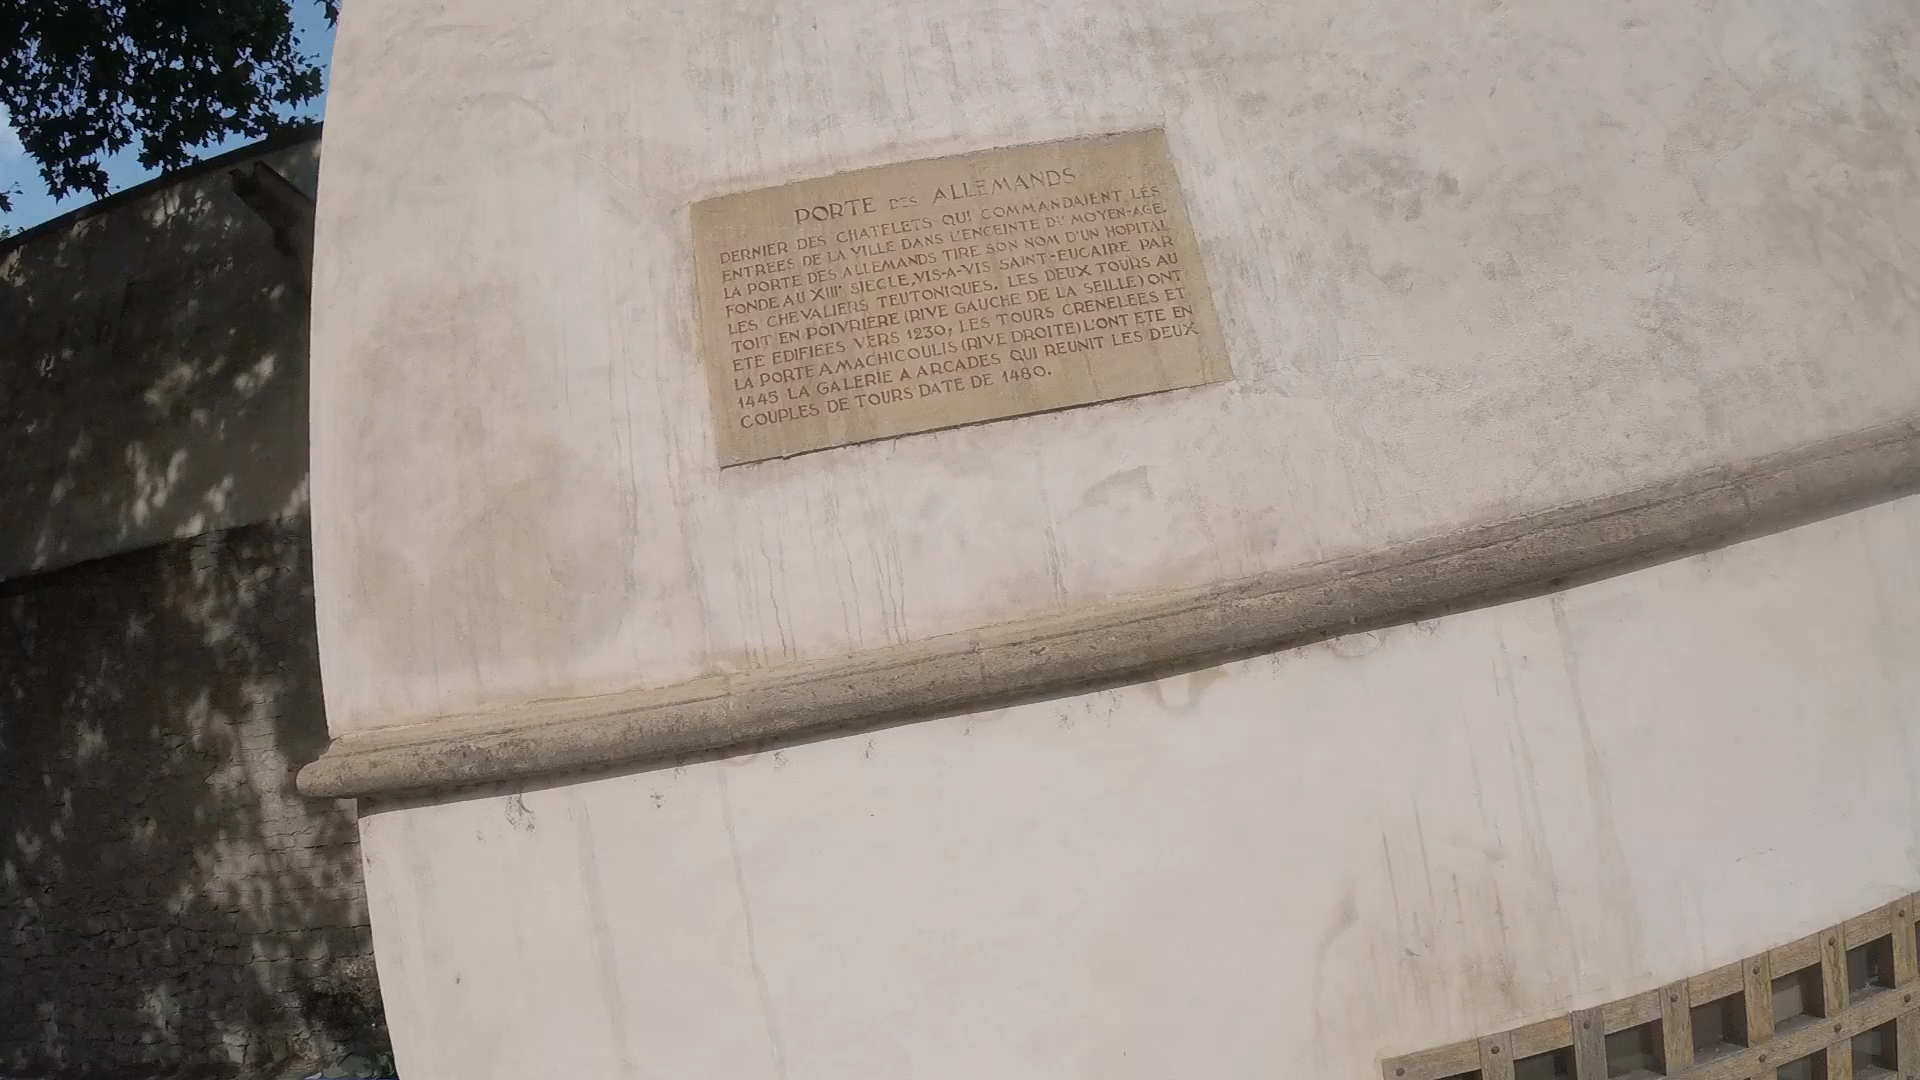 PORTE DES ALLEMANDS
DERNIER DES CHATELETS QUI COMMANDAIENT LES
ENTREES DE LA VILLE DANS L'ENCEINTE DU MOYEN-AGE,
LA PORTE DES ALLEMANDS TIRE SON NOM D'UN HOPITAL
FONDE AU XIIIe SIECLE, VIS-A-VIS SAINT-EUCAIRE PAR
LES CHEVALIERS TEUTONIQUES. LES DEUX TOURS AU
TOIT EN POIVRIERE (RIVE GAUCHE DE LA SEILLE) ONT
ETE EDIFIEES VERS 1230, LES TOURS CRENELEES ET
LA PORTE A MACHICOULIS (RIVE DROITE) L'ONT ETE EN
1445 LA GALERIE A ARCADES QUI REUNIT LES DEUX
COUPLES DE TOURS DATE DE 1480.